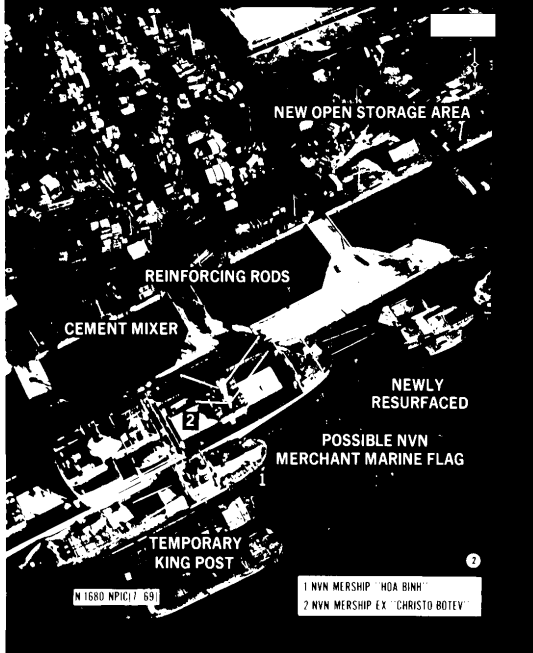 NEW OPEN STORAGE AREA
REINFORCING RODS
CEMENT MIXER
NEWLY
RESURFACED
2
POSSIBLE NVN
MERCHANT MARINE FLAG
1
TEMPORARY
KING POST
2
N 1680 NPIC(7 69)
1 NVN MERSHIP "HOA BINH"
2 NVN MERSHIP EX "CHRISTO BOTEV"